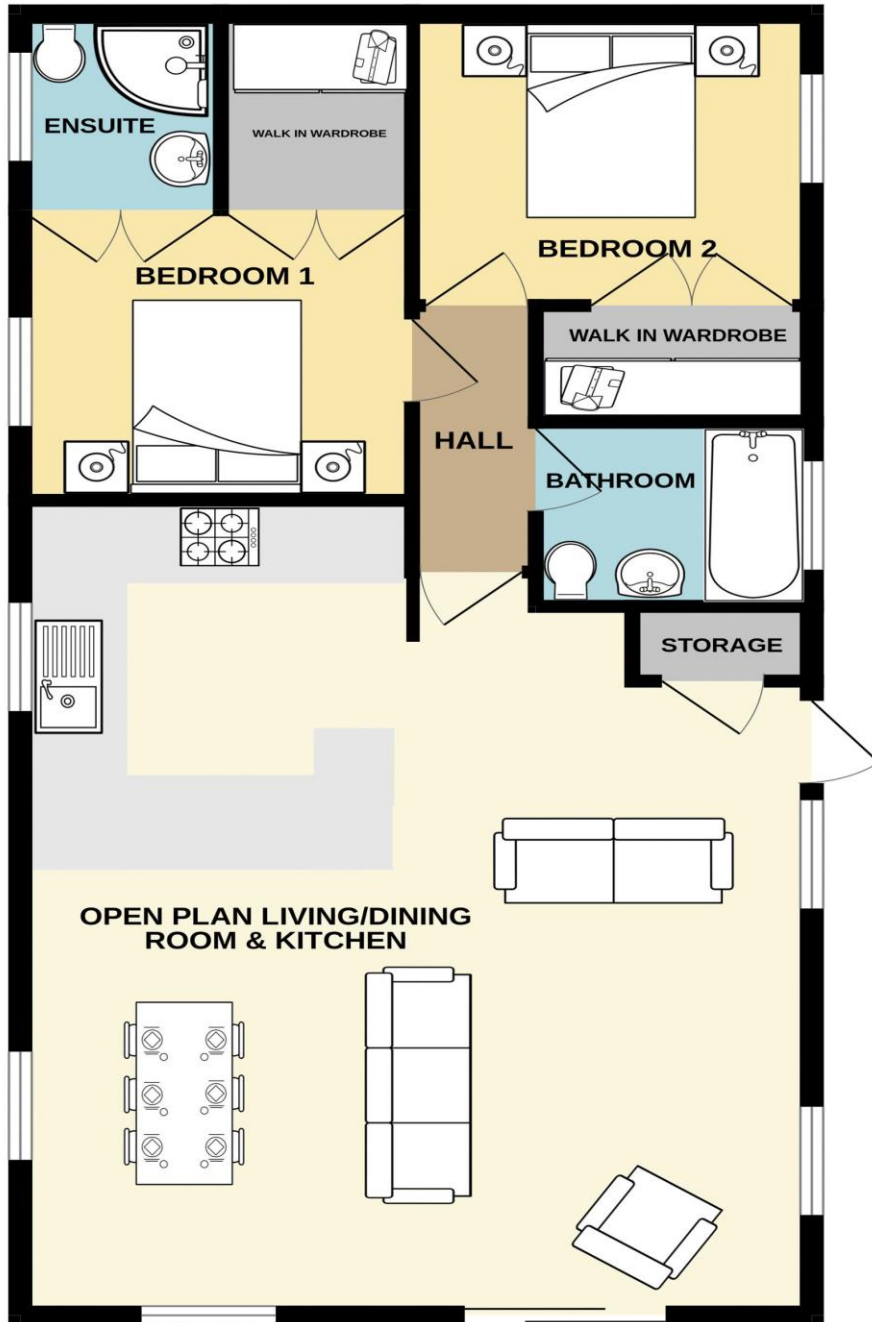 ENSUITE
WALK IN WARDROBE
BEDROOM 2
BEDROOM 1
WALK IN WARDROBE
HALL
BATHROOM
STORAGE
OPEN PLAN LIVING/DINING
ROOM & KITCHEN